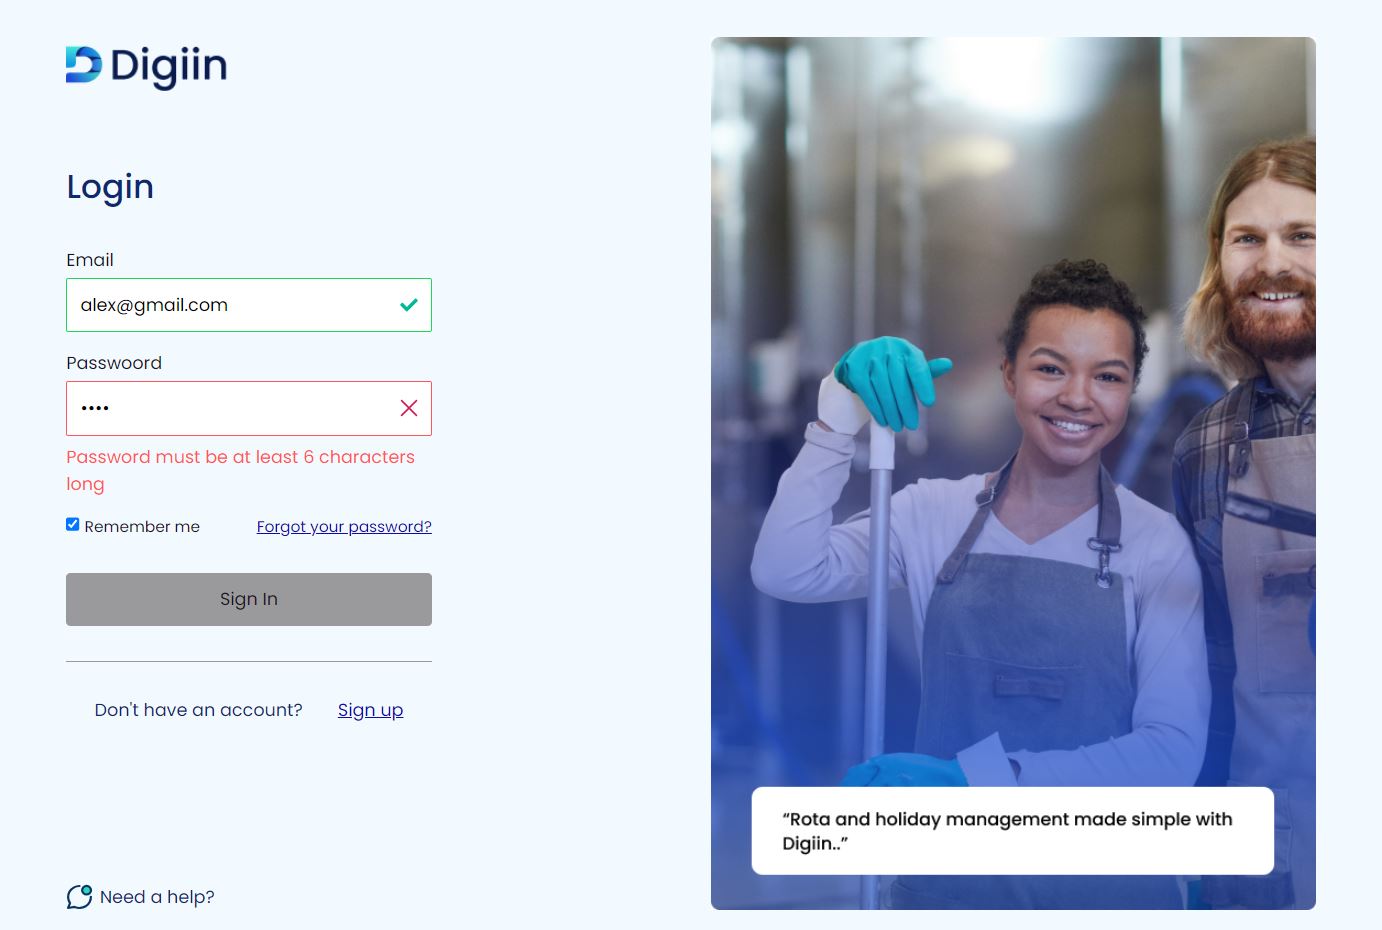 Digiin
Login
Email
alex@gmail.com
Passwoord
••••
Password must be at least 6 characters
long
Remember me
Forgot your password?
Sign In
Don't have an account?
Sign up
Need a help?
“Rota and holiday management made simple with
Digiin..”